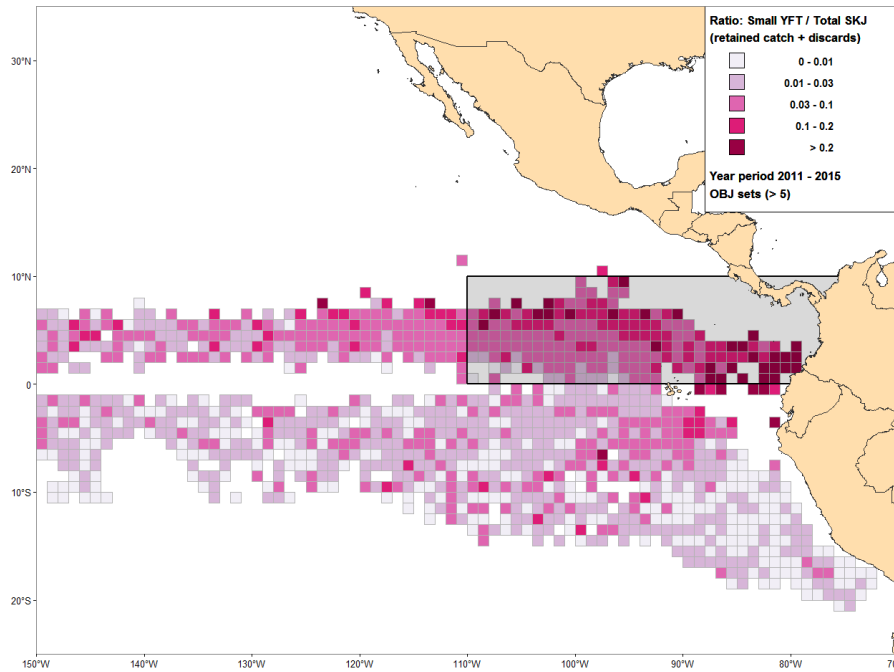 Ratio: Small YFT / Total SKJ
(retained catch + discards)
0 - 0.01
0.01 - 0.03
0.03 - 0.1
0.1 - 0.2
> 0.2
Year period 2011 - 2015
OBJ sets (> 5)
30°N
20°N
10°N
0°
10°S
20°S
150°W
140°W
130°W
120°W
110°W
100°W
90°W
80°W